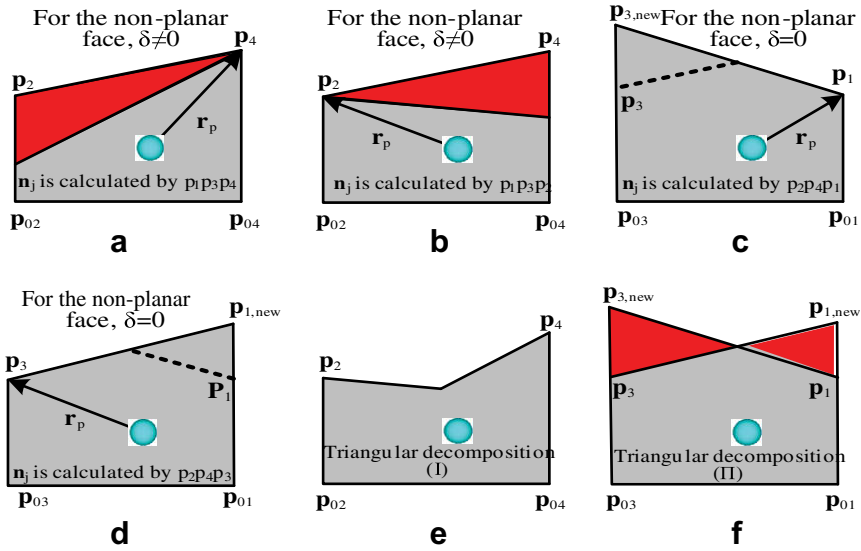 For the non-planar
face, δ≠0
p4
p2
rp
nj is calculated by p1p3p4
p02
p04
a
For the non-planar
face, δ≠0
p4
p2
rp
nj is calculated by p1p3p2
p02
p04
b
p3,new
For the non-planar
face, δ=0
p1
p3
rp
nj is calculated by p2p4p1
p03
p01
c
For the non-planar
face, δ=0
p1,new
p3
P1
rp
nj is calculated by p2p4p3
p03
p01
d
p4
p2
Triangular decomposition
(I)
p02
p04
e
p3,new
p1,new
p3
p1
Triangular decomposition
(Π)
p03
p01
f